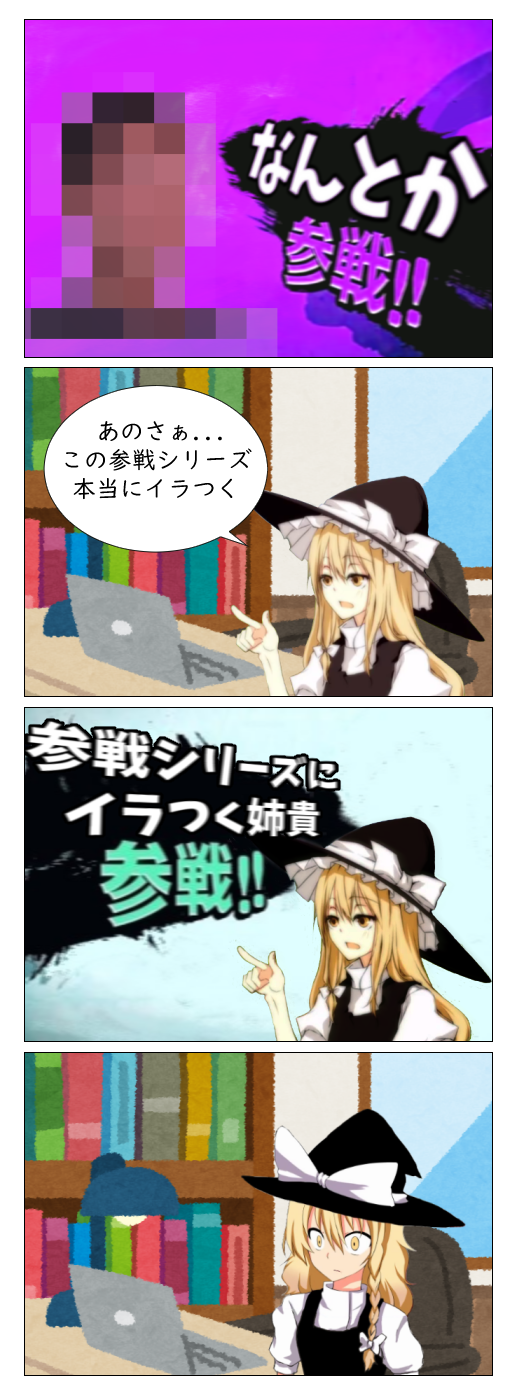 なんとか
参戦!!
あのさぁ...
この参戦シリーズ
本当にイラつく
参戦シリーズに
イラつく姉貴
参戦!!